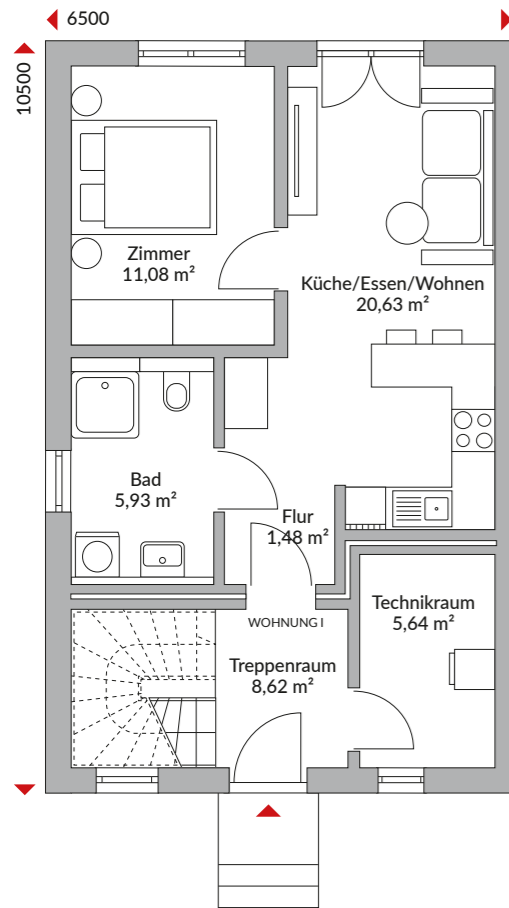 6500
10500
Zimmer
11,08 m²
Küche/Essen/Wohnen
20,63 m²
Bad
5,93 m²
Flur
1,48 m²
WOHNUNG I
Technikraum
5,64 m²
Treppenraum
8,62 m²